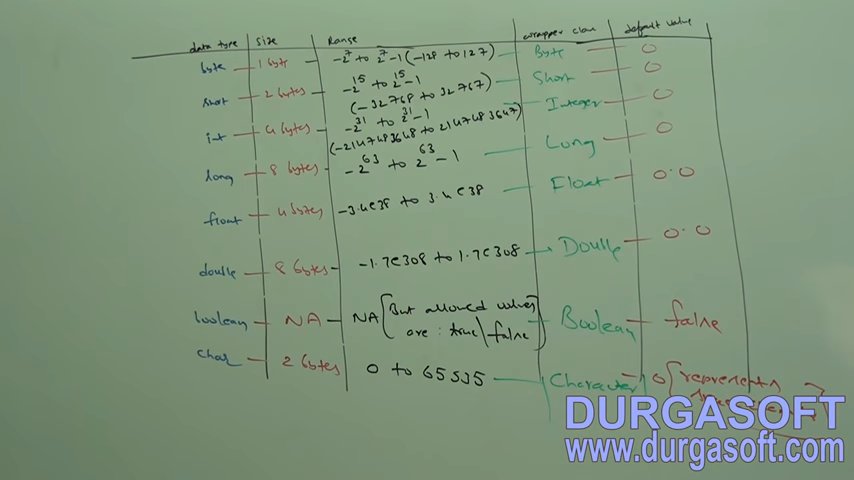 data type size Range wrapper class default value
byte 1 byte -2^7 to 2^7-1 (-128 to 127) Byte 0
short 2 bytes -2^15 to 2^15-1 Short 0
(-32768 to 32767)
int 4 bytes -2^31 to 2^31-1 Integer 0
(-2147483648 to 2147483647)
long 8 bytes -2^63 to 2^63-1 Long 0
float 4 bytes -3.4e38 to 3.4e38 Float 0.0
double 8 bytes -1.7e308 to 1.7e308 Double 0.0
boolean NA NA [But allowed values Boolean false
are : true|false]
char 2 bytes 0 to 65535 Character 0 [represents
DURGASOFT
www.durgasoft.com